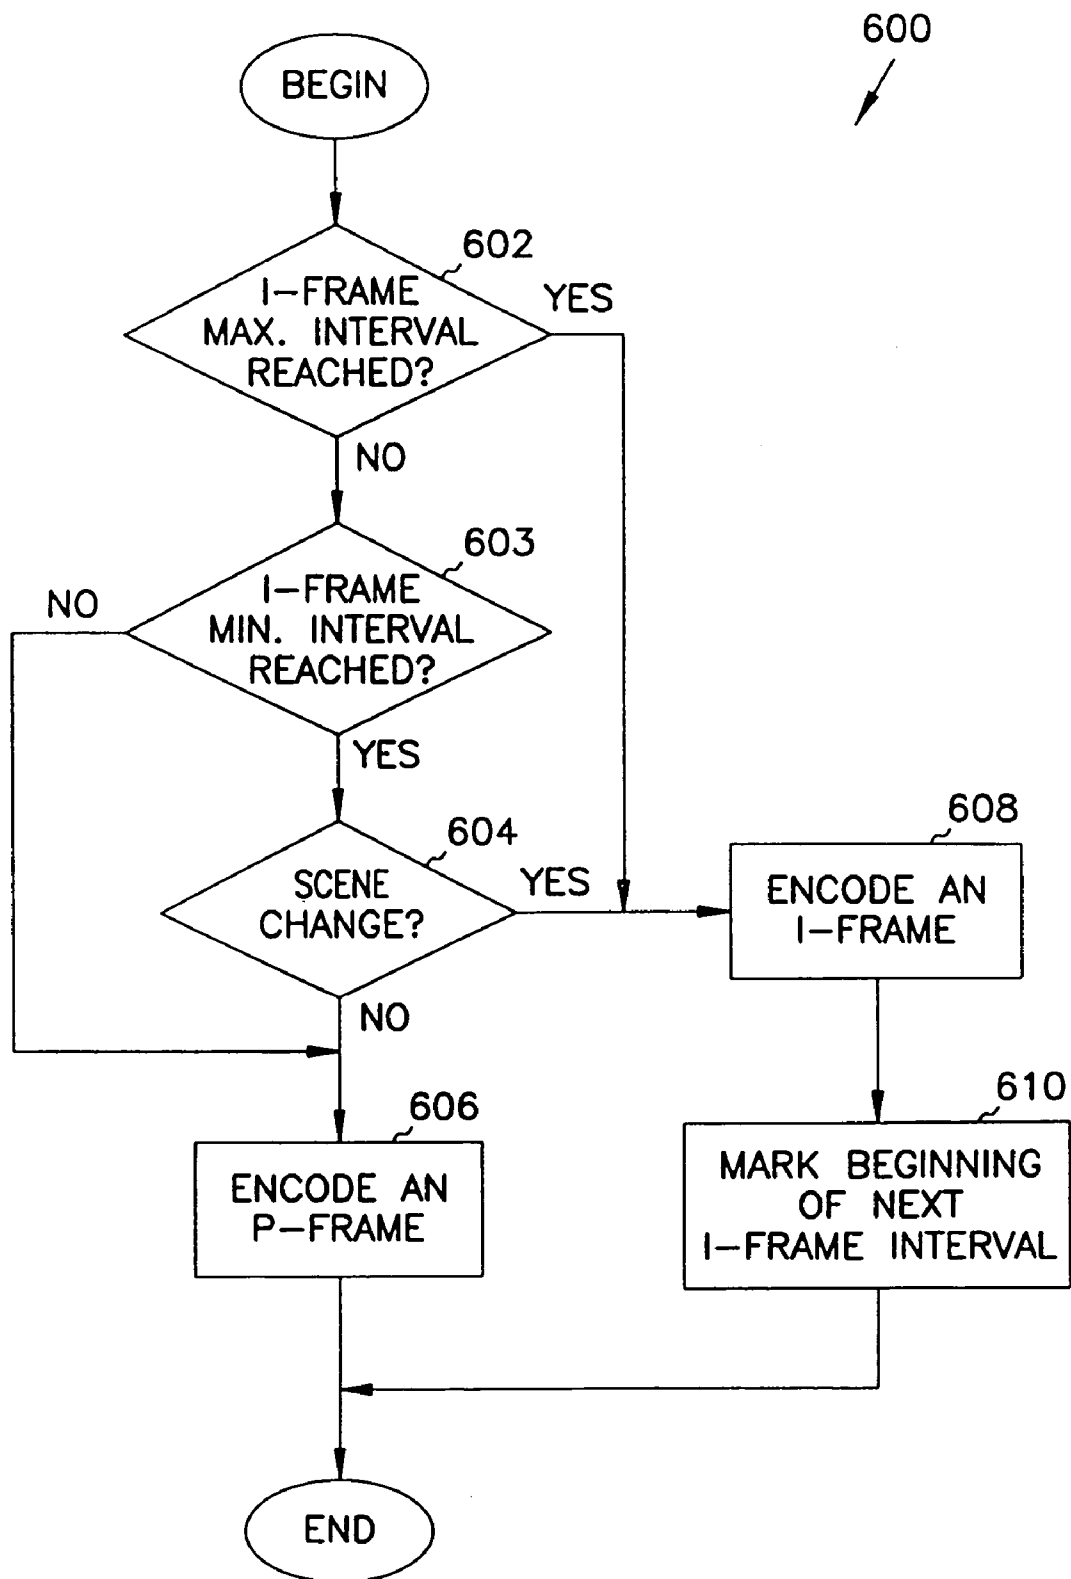 600
BEGIN
602
I-FRAME
MAX. INTERVAL
REACHED?
YES
NO
603
I-FRAME
MIN. INTERVAL
REACHED?
NO
YES
604
SCENE
CHANGE?
YES
NO
608
ENCODE AN
I-FRAME
606
ENCODE AN
P-FRAME
610
MARK BEGINNING
OF NEXT
I-FRAME INTERVAL
END